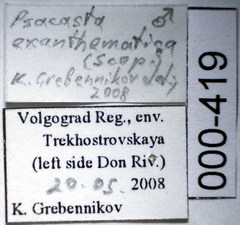 Psacasta ♂
exanthematica
(Scop.)
K. Grebennikov det.,
2008
Volgograd Reg., env.
Trekhostrovskaya
(left side Don Riv.)
20.05. 2008
K. Grebennikov
000-419